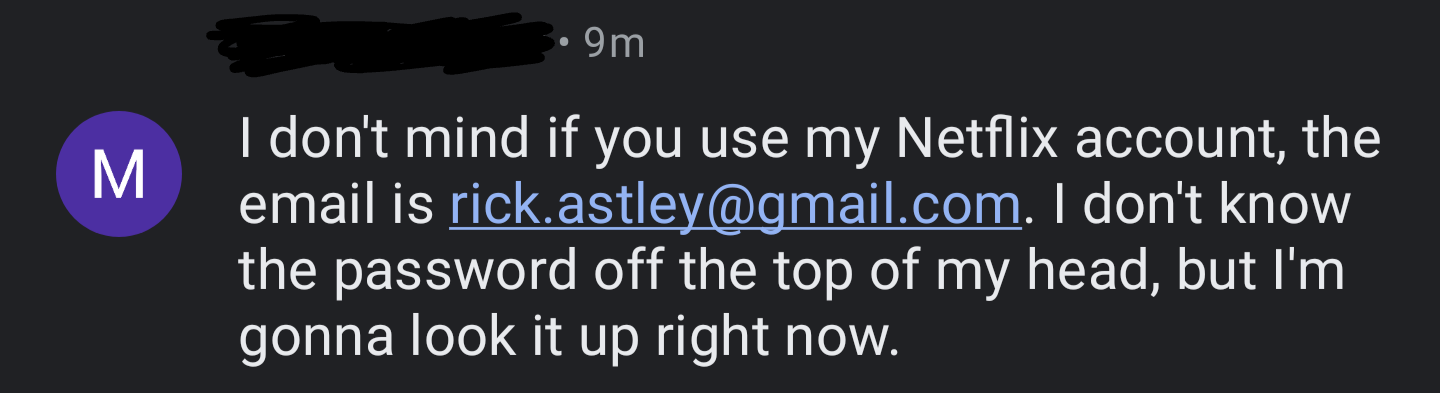 • 9m
M
I don't mind if you use my Netflix account, the
email is rick.astley@gmail.com. I don't know
the password off the top of my head, but I'm
gonna look it up right now.